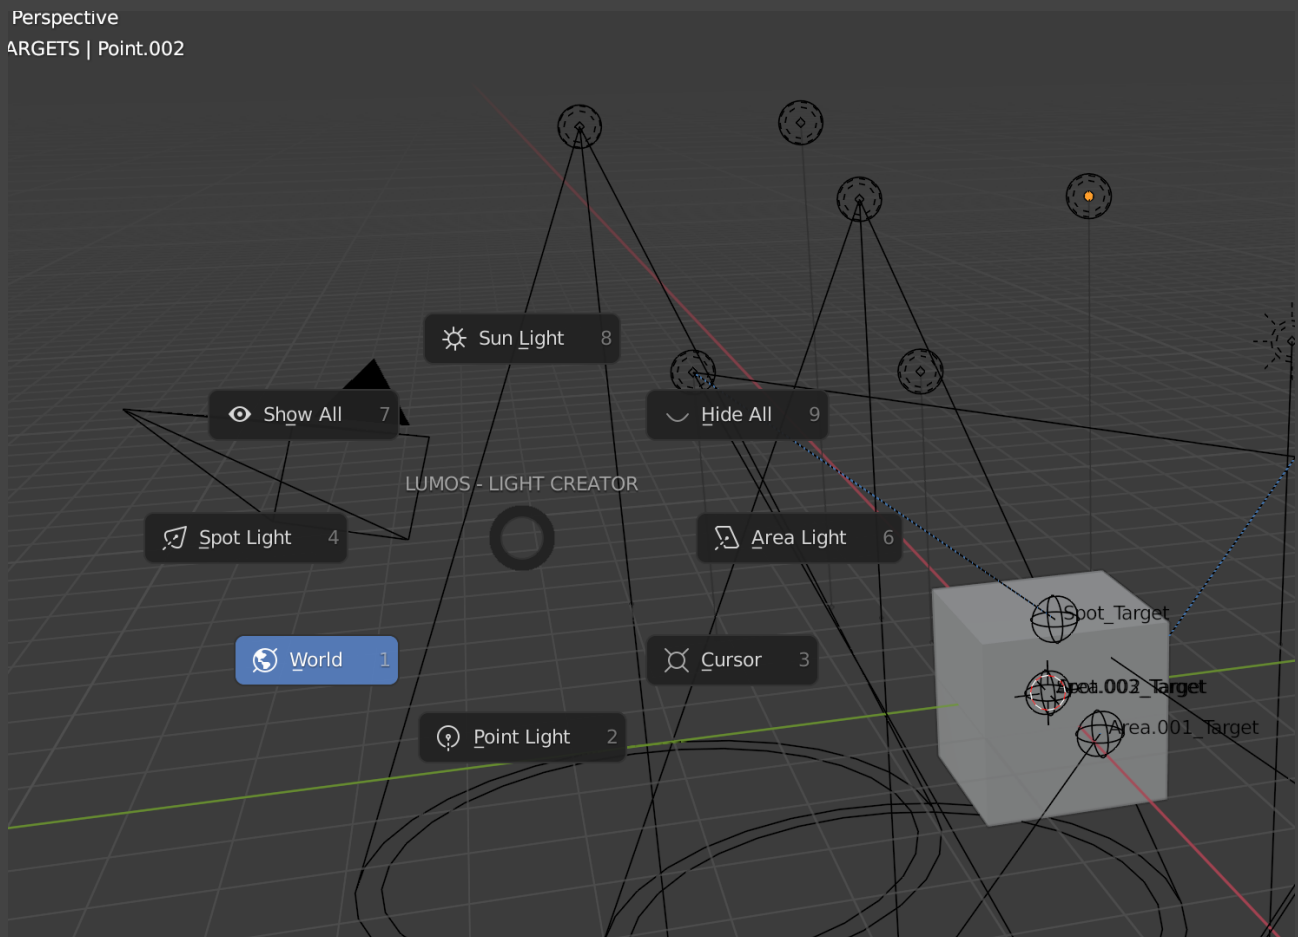 Perspective
ARGETS | Point.002
Sun Light 8
Show All 7
Hide All 9
LUMOS - LIGHT CREATOR
Spot Light 4
Area Light 6
Spot_Target
World 1
Cursor 3
Area.001_Target
Point Light 2